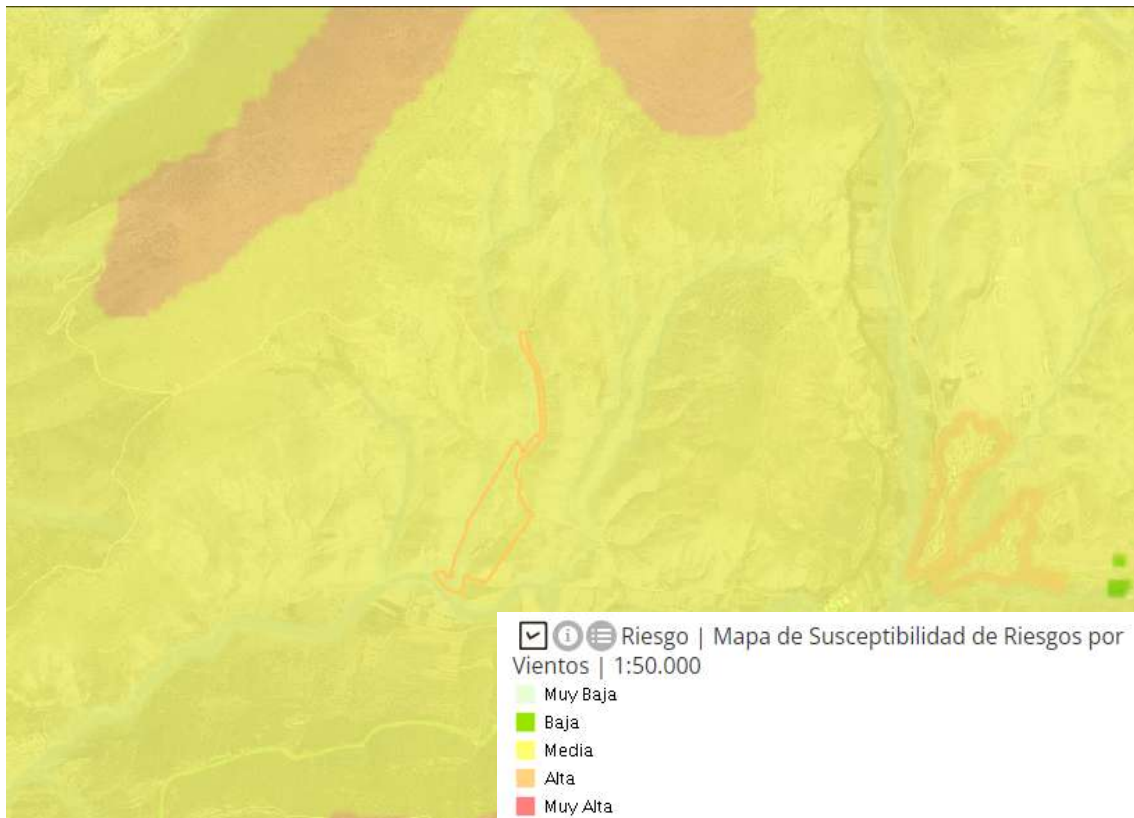 Riesgo | Mapa de Susceptibilidad de Riesgos por
Vientos | 1:50.000
Muy Baja
Baja
Media
Alta
Muy Alta